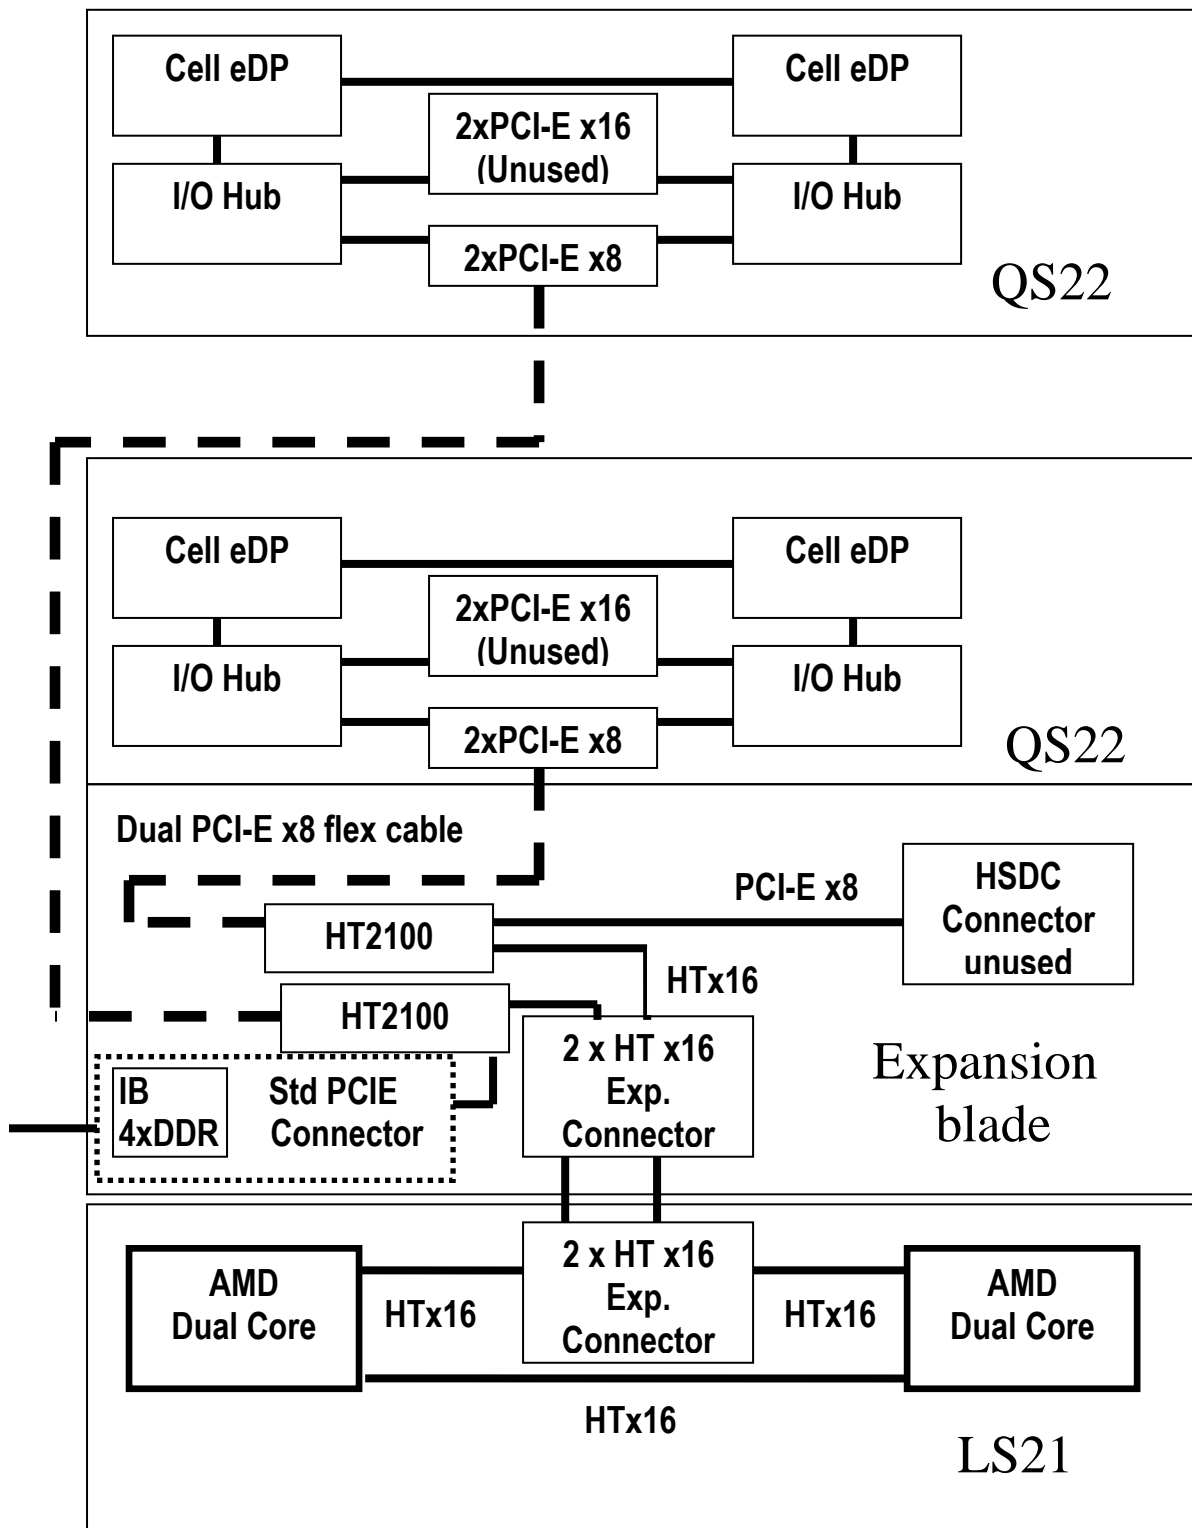 Cell eDP
Cell eDP
2xPCI-E x16
(Unused)
I/O Hub
I/O Hub
2xPCI-E x8
QS22
Cell eDP
Cell eDP
2xPCI-E x16
(Unused)
I/O Hub
I/O Hub
2xPCI-E x8
QS22
Dual PCI-E x8 flex cable
PCI-E x8
HSDC
Connector
unused
HT2100
HTx16
HT2100
2 x HT x16
Exp.
Connector
Expansion
blade
IB
4xDDR
Std PCIE
Connector
2 x HT x16
Exp.
Connector
AMD
Dual Core
HTx16
HTx16
AMD
Dual Core
HTx16
LS21